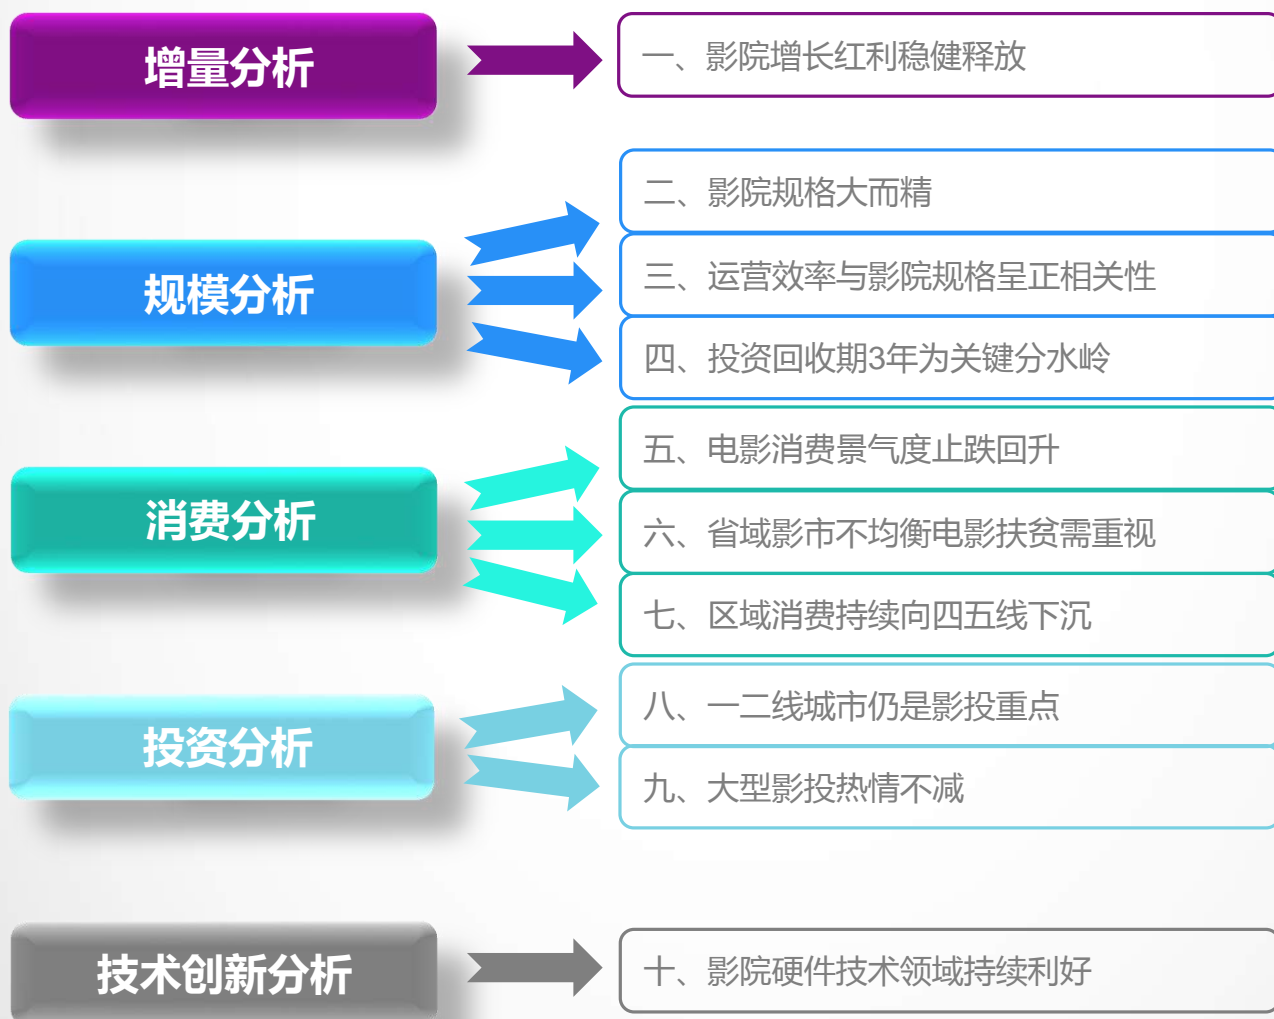 增量分析
一、影院增长红利稳健释放
规模分析
二、影院规格大而精
三、运营效率与影院规格呈正相关性
四、投资回收期3年为关键分水岭
消费分析
五、电影消费景气度止跌回升
六、省域影市不均衡电影扶贫需重视
七、区域消费持续向四五线下沉
投资分析
八、一二线城市仍是影投重点
九、大型影投热情不减
技术创新分析
十、影院硬件技术领域持续利好